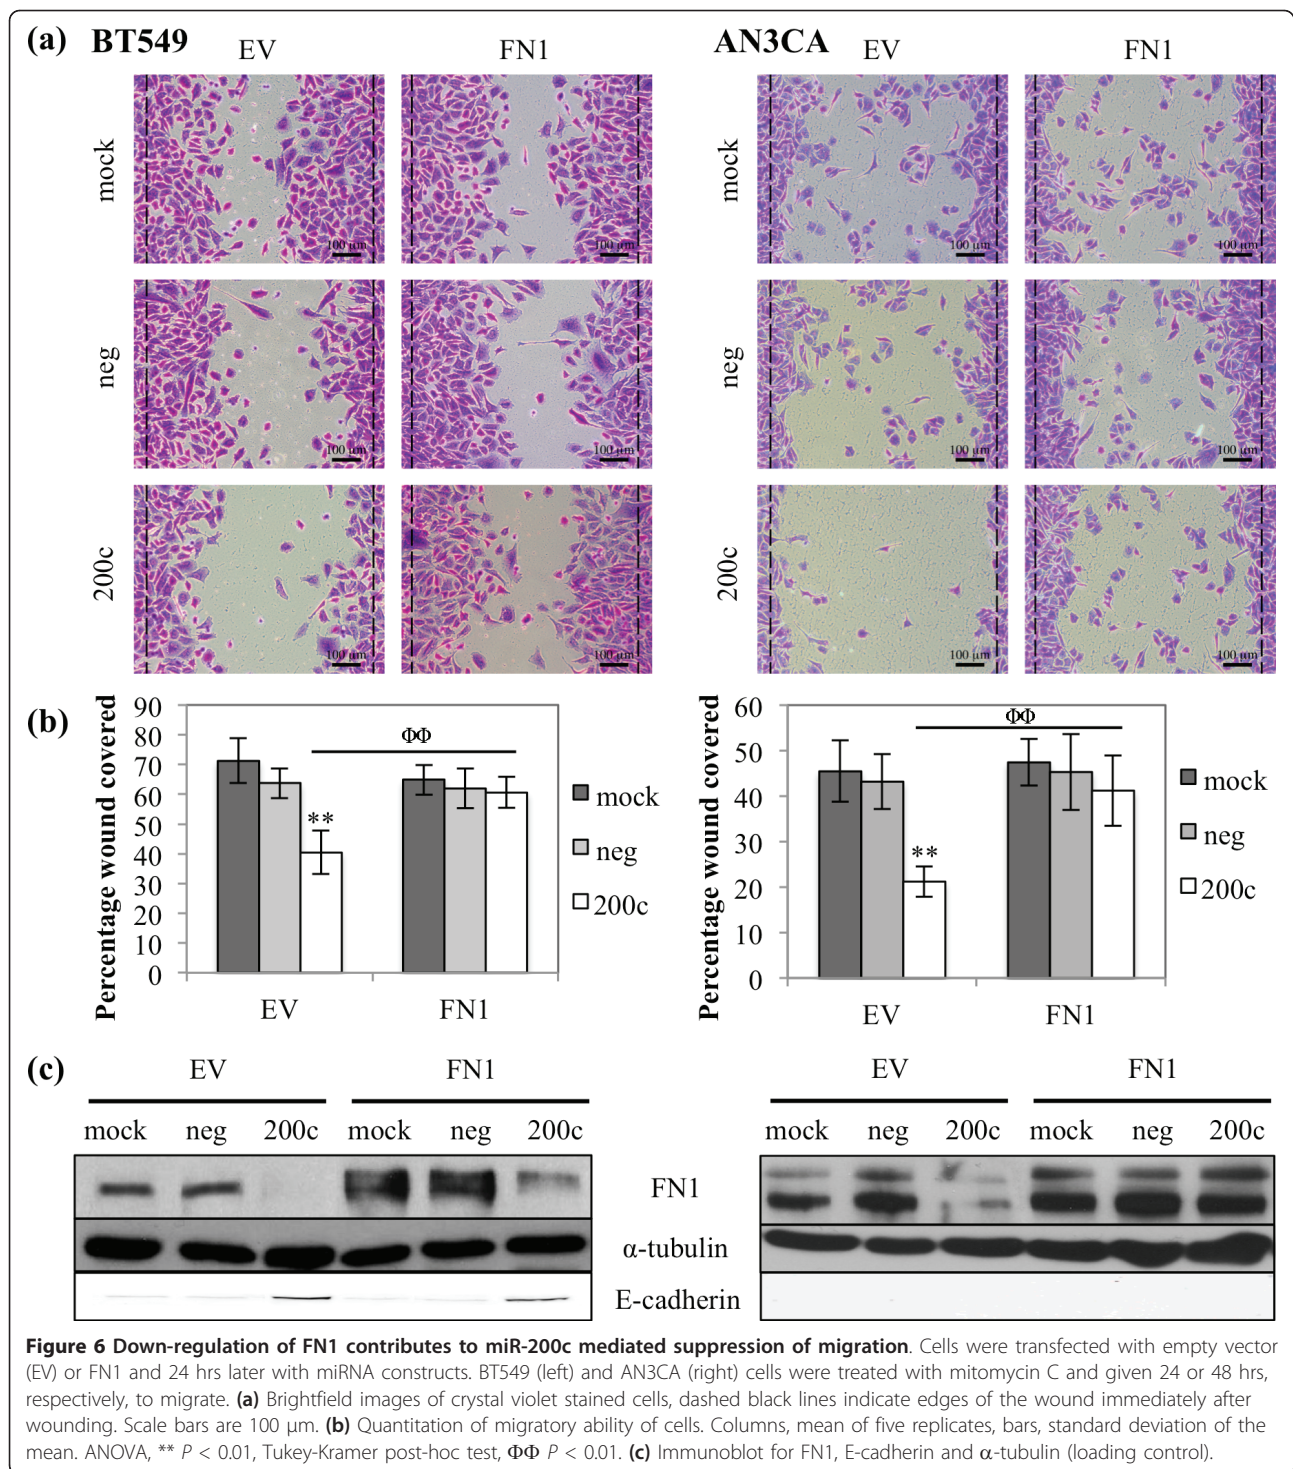 (a) BT549
EV
FN1
AN3CA
EV
FN1
mock
100 µm
100 µm
100 µm
100 µm
neg
100 µm
100 µm
100 µm
100 µm
200c
100 µm
100 µm
100 µm
100 µm
(b)
Percentage wound covered
90
80
70
60
50
40
30
20
10
0
ΦΦ
**
EV
FN1
mock
neg
200c
Percentage wound covered
60
50
40
30
20
10
0
ΦΦ
**
EV
FN1
mock
neg
200c
(c)
EV
FN1
EV
FN1
mock neg 200c mock neg 200c
mock neg 200c mock neg 200c
FN1
α-tubulin
E-cadherin
Figure 6 Down-regulation of FN1 contributes to miR-200c mediated suppression of migration. Cells were transfected with empty vector
(EV) or FN1 and 24 hrs later with miRNA constructs. BT549 (left) and AN3CA (right) cells were treated with mitomycin C and given 24 or 48 hrs,
respectively, to migrate. (a) Brightfield images of crystal violet stained cells, dashed black lines indicate edges of the wound immediately after
wounding. Scale bars are 100 µm. (b) Quantitation of migratory ability of cells. Columns, mean of five replicates, bars, standard deviation of the
mean. ANOVA, ** P < 0.01, Tukey-Kramer post-hoc test, ΦΦ P < 0.01. (c) Immunoblot for FN1, E-cadherin and α-tubulin (loading control).